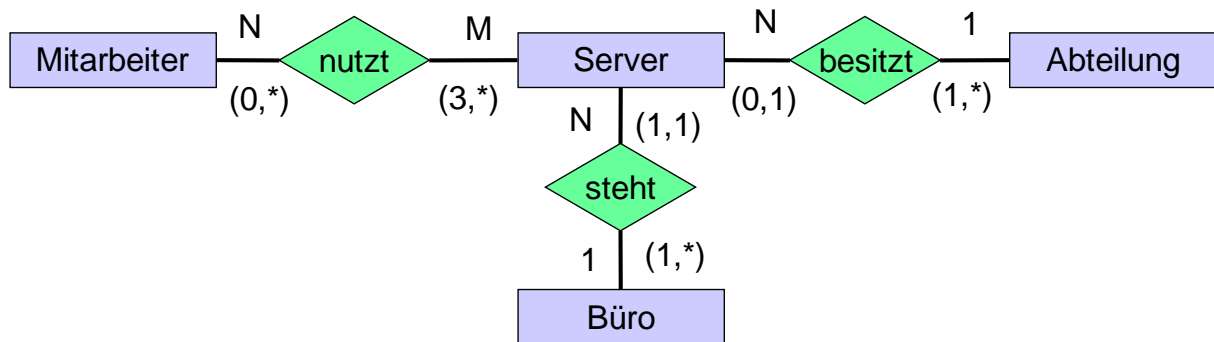 N M N 1
Mitarbeiter nutzt Server besitzt Abteilung
(0,*) (3,*) (0,1) (1,*)
N (1,1)
steht
1 (1,*)
Büro